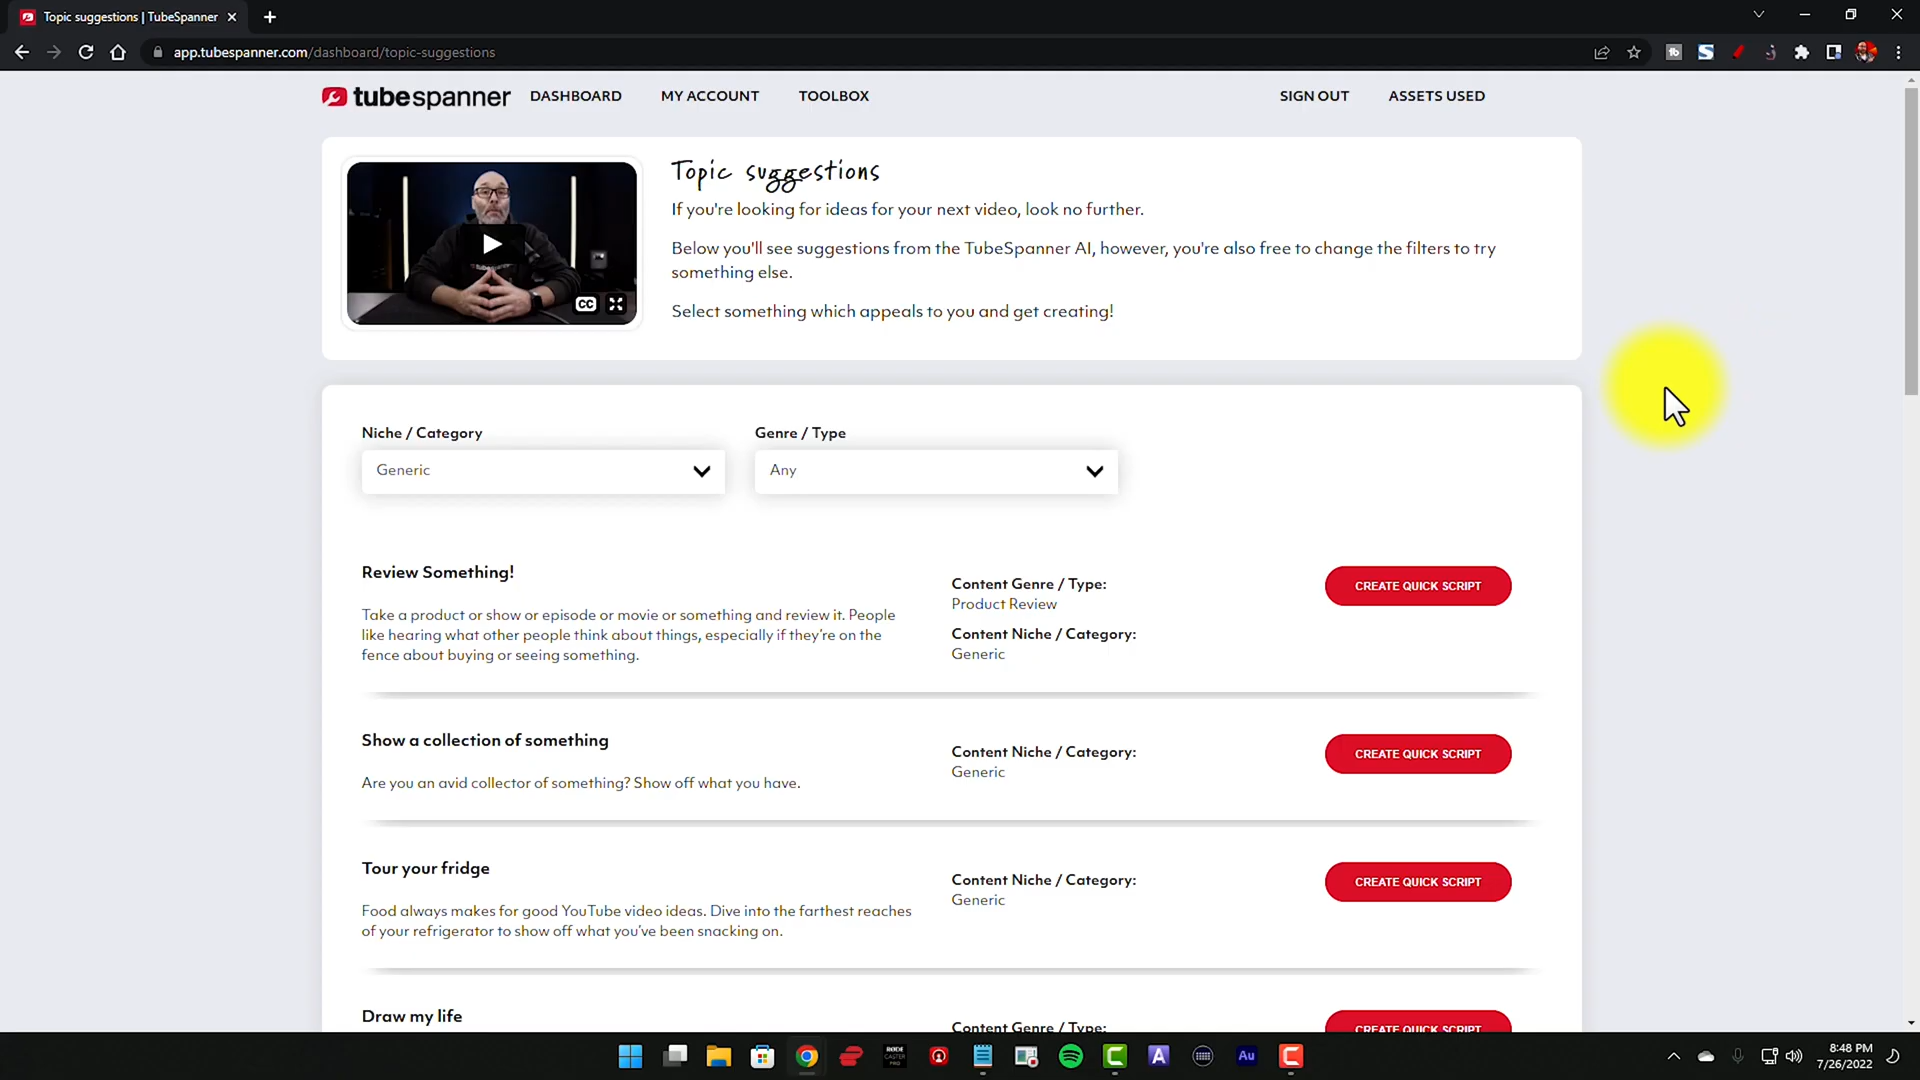 Topic suggestions | TubeSpanner
app.tubespanner.com/dashboard/topic-suggestions
tubespanner DASHBOARD MY ACCOUNT TOOLBOX SIGN OUT ASSETS USED
Topic suggestions
If you're looking for ideas for your next video, look no further.
Below you'll see suggestions from the TubeSpanner AI, however, you're also free to change the filters to try
something else.
Select something which appeals to you and get creating!
CC
Niche / Category
Generic
Genre / Type
Any
Review Something!
Take a product or show or episode or movie or something and review it. People
like hearing what other people think about things, especially if they’re on the
fence about buying or seeing something.
Content Genre / Type:
Product Review
Content Niche / Category:
Generic
CREATE QUICK SCRIPT
Show a collection of something
Are you an avid collector of something? Show off what you have.
Content Niche / Category:
Generic
CREATE QUICK SCRIPT
Tour your fridge
Food always makes for good YouTube video ideas. Dive into the farthest reaches
of your refrigerator to show off what you’ve been snacking on.
Content Niche / Category:
Generic
CREATE QUICK SCRIPT
Draw my life
Content Genre / Type:
CREATE QUICK SCRIPT
RØDE
CASTER
PRO
A
Au
8:48 PM
7/26/2022